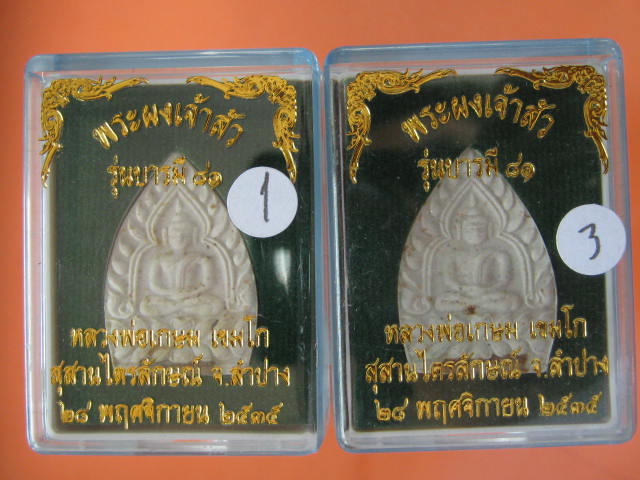 พระผงเจ้าสัว
รุ่นบารมี ๘๑
1
หลวงพ่อเกษม เขมโก
สุสานไตรลักษณ์ จ.ลำปาง
๒๘ พฤศจิกายน ๒๕๓๕
พระผงเจ้าสัว
รุ่นบารมี ๘๑
3
หลวงพ่อเกษม เขมโก
สุสานไตรลักษณ์ จ.ลำปาง
๒๘ พฤศจิกายน ๒๕๓๕